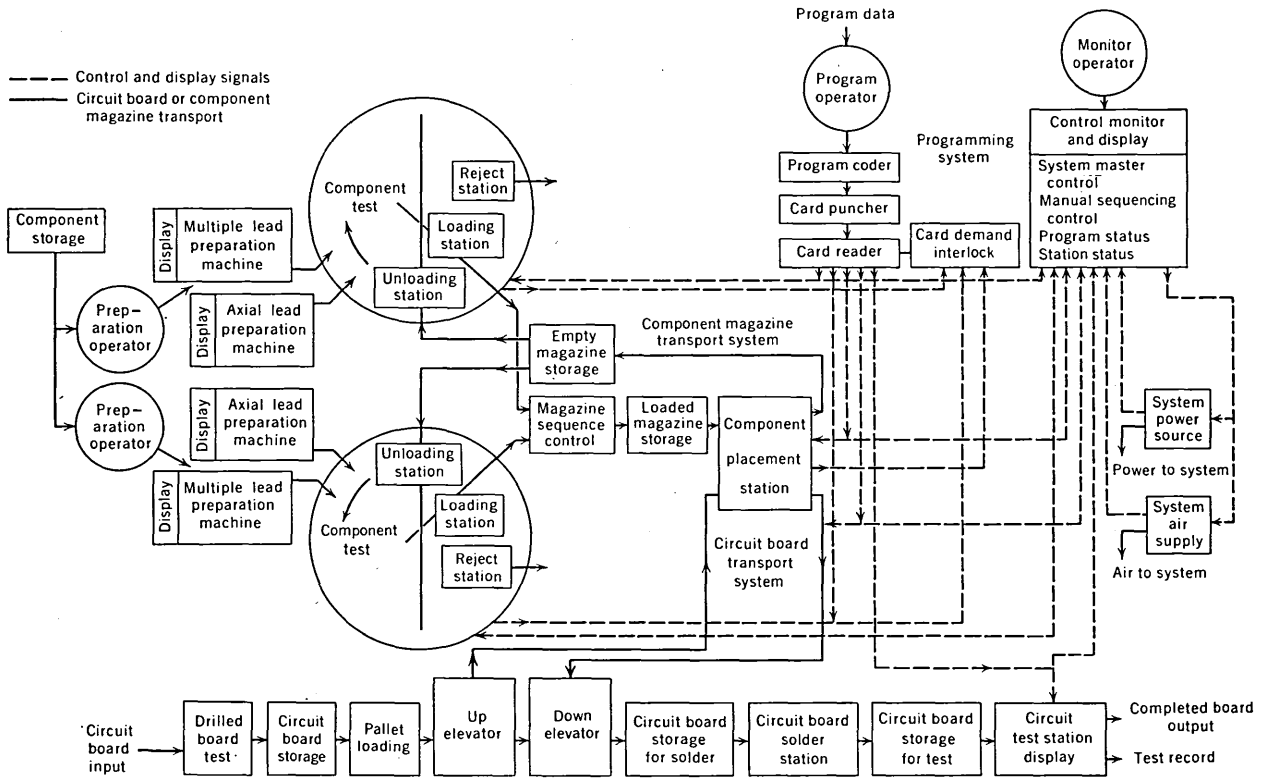 Program data
Monitor
operator
Program
operator
Control and display signals
Circuit board or component
magazine transport
Control monitor
and display
System master
control
Manual sequencing
control
Program status
Station status
Programming
system
Program coder
Card puncher
Card reader
Card demand
interlock
Reject
station
Component
test
Loading
station
Unloading
station
Component
storage
Display
Multiple lead
preparation
machine
Display
Axial lead
preparation
machine
Prep-
aration
operator
Empty
magazine
storage
Component magazine
transport system
Prep-
aration
operator
Display
Axial lead
preparation
machine
Display
Multiple lead
preparation
machine
Unloading
station
Component
test
Loading
station
Reject
station
Magazine
sequence
control
Loaded
magazine
storage
Component
placement
station
System
power
source
Power to system
System
air
supply
Air to system
Circuit board
transport
system
Circuit
board
input
Drilled
board
test
Circuit
board
storage
Pallet
loading
Up
elevator
Down
elevator
Circuit board
storage
for solder
Circuit board
solder
station
Circuit board
storage
for test
Circuit
test station
display
Completed board
output
Test record